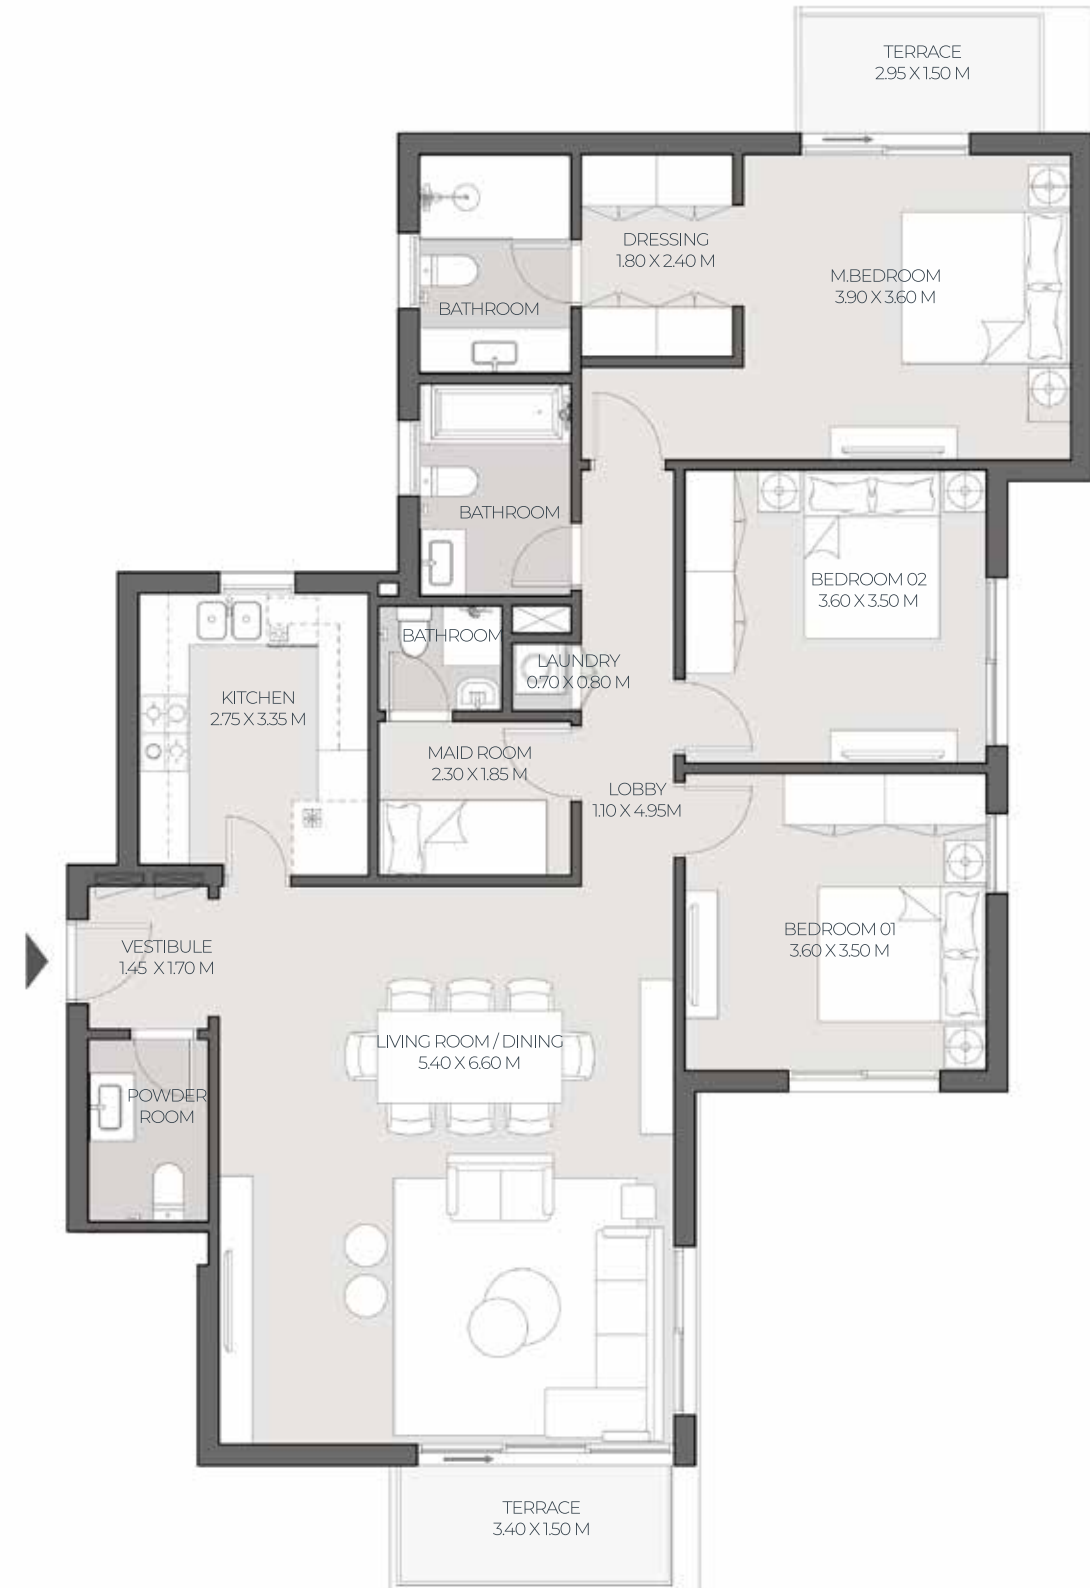 TERRACE
2.95 X 1.50 M
DRESSING
1.80 X 2.40 M
M.BEDROOM
3.90 X 3.60 M
BATHROOM
BATHROOM
BEDROOM 02
3.60 X 3.50 M
BATHROOM
LAUNDRY
0.70 X 0.80 M
KITCHEN
2.75 X 3.35 M
MAID ROOM
2.30 X 1.85 M
LOBBY
1.10 X 4.95M
BEDROOM 01
3.60 X 3.50 M
VESTIBULE
1.45 X 1.70 M
LIVING ROOM / DINING
5.40 X 6.60 M
POWDER
ROOM
TERRACE
3.40 X 1.50 M